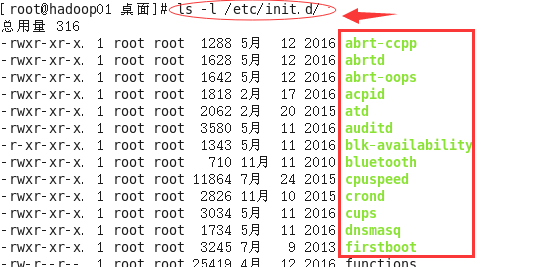 [root@hadoop01 桌面]# ls -l /etc/init.d/
总用量 316
-rwxr-xr-x. 1 root root 1288 5月 12 2016 abrt-ccpp
-rwxr-xr-x. 1 root root 1628 5月 12 2016 abrtd
-rwxr-xr-x. 1 root root 1642 5月 12 2016 abrt-oops
-rwxr-xr-x. 1 root root 1818 2月 17 2016 acpid
-rwxr-xr-x. 1 root root 2062 2月 20 2015 atd
-rwxr-xr-x. 1 root root 3580 5月 11 2016 auditd
-r-xr-xr-x. 1 root root 1343 5月 11 2016 blk-availability
-rwxr-xr-x. 1 root root 710 11月 11 2010 bluetooth
-rwxr-xr-x. 1 root root 11864 7月 24 2015 cpuspeed
-rwxr-xr-x. 1 root root 2826 11月 10 2015 crond
-rwxr-xr-x. 1 root root 3034 5月 11 2016 cups
-rwxr-xr-x. 1 root root 1734 5月 11 2016 dnsmasq
-rwxr-xr-x. 1 root root 3245 7月 9 2013 firstboot
-rw-r--r--. 1 root root 25419 4月 12 2016 functions